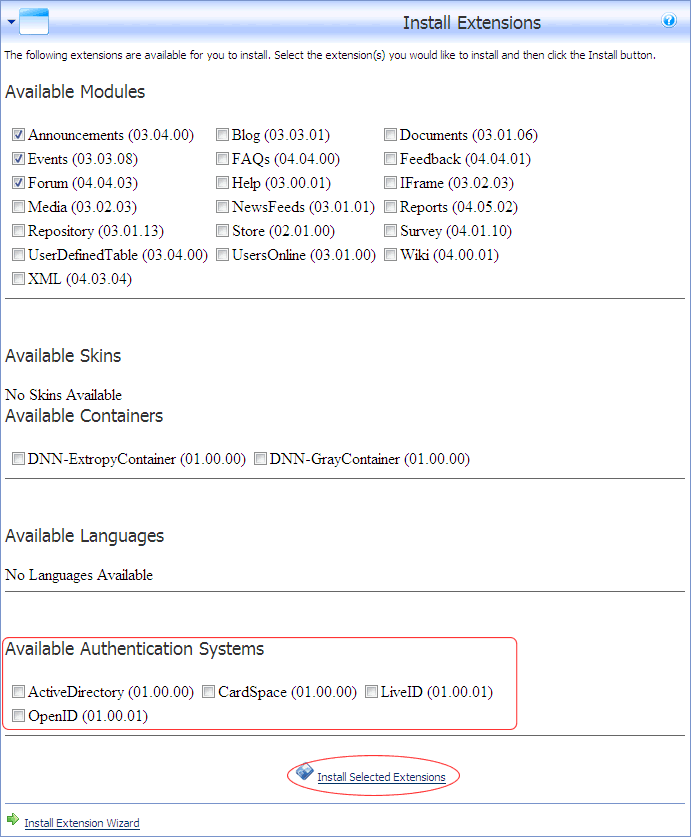 Install Extensions
The following extensions are available for you to install. Select the extension(s) you would like to install and then click the Install button.
Available Modules
Announcements (03.04.00) Blog (03.03.01) Documents (03.01.06)
Events (03.03.08) FAQs (04.04.00) Feedback (04.04.01)
Forum (04.04.03) Help (03.00.01) IFrame (03.02.03)
Media (03.02.03) NewsFeeds (03.01.01) Reports (04.05.02)
Repository (03.01.13) Store (02.01.00) Survey (04.01.10)
UserDefinedTable (03.04.00) UsersOnline (03.01.00) Wiki (04.00.01)
XML (04.03.04)
Available Skins
No Skins Available
Available Containers
DNN-ExtropyContainer (01.00.00) DNN-GrayContainer (01.00.00)
Available Languages
No Languages Available
Available Authentication Systems
ActiveDirectory (01.00.00) CardSpace (01.00.00) LiveID (01.00.01)
OpenID (01.00.01)
Install Selected Extensions
Install Extension Wizard